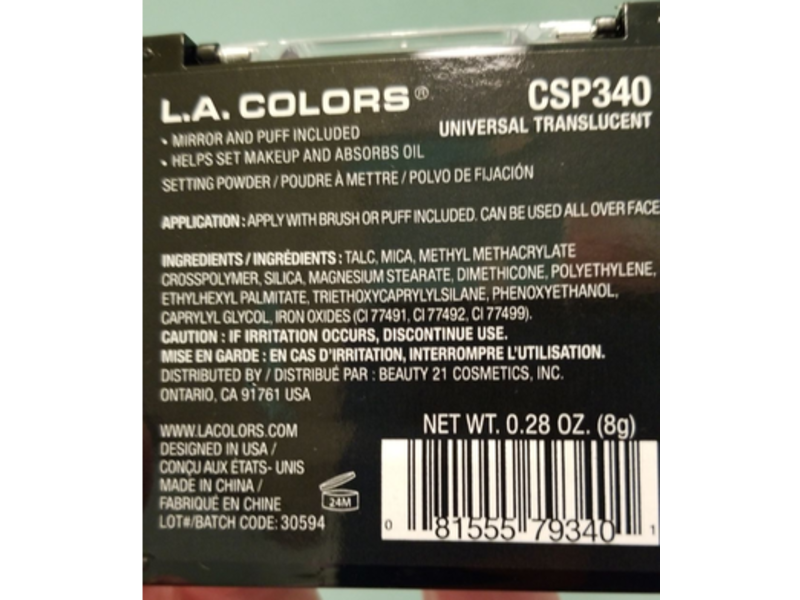 L.A. COLORS®
CSP340
UNIVERSAL TRANSLUCENT
• MIRROR AND PUFF INCLUDED
• HELPS SET MAKEUP AND ABSORBS OIL
SETTING POWDER / POUDRE À METTRE / POLVO DE FIJACIÓN
APPLICATION : APPLY WITH BRUSH OR PUFF INCLUDED. CAN BE USED ALL OVER FACE
INGREDIENTS / INGRÉDIENTS : TALC, MICA, METHYL METHACRYLATE
CROSSPOLYMER, SILICA, MAGNESIUM STEARATE, DIMETHICONE, POLYETHYLENE,
ETHYLHEXYL PALMITATE, TRIETHOXYCAPRYLYLSILANE, PHENOXYETHANOL,
CAPRYLYL GLYCOL, IRON OXIDES (CI 77491, CI 77492, CI 77499).
CAUTION : IF IRRITATION OCCURS, DISCONTINUE USE.
MISE EN GARDE : EN CAS D'IRRITATION, INTERROMPRE L'UTILISATION.
DISTRIBUTED BY / DISTRIBUÉ PAR : BEAUTY 21 COSMETICS, INC.
ONTARIO, CA 91761 USA
WWW.LACOLORS.COM
DESIGNED IN USA /
CONÇU AUX ÉTATS- UNIS
MADE IN CHINA /
FABRIQUÉ EN CHINE
LOT#/BATCH CODE: 30594
24M
NET WT. 0.28 OZ. (8g)
0 81555 79340 1